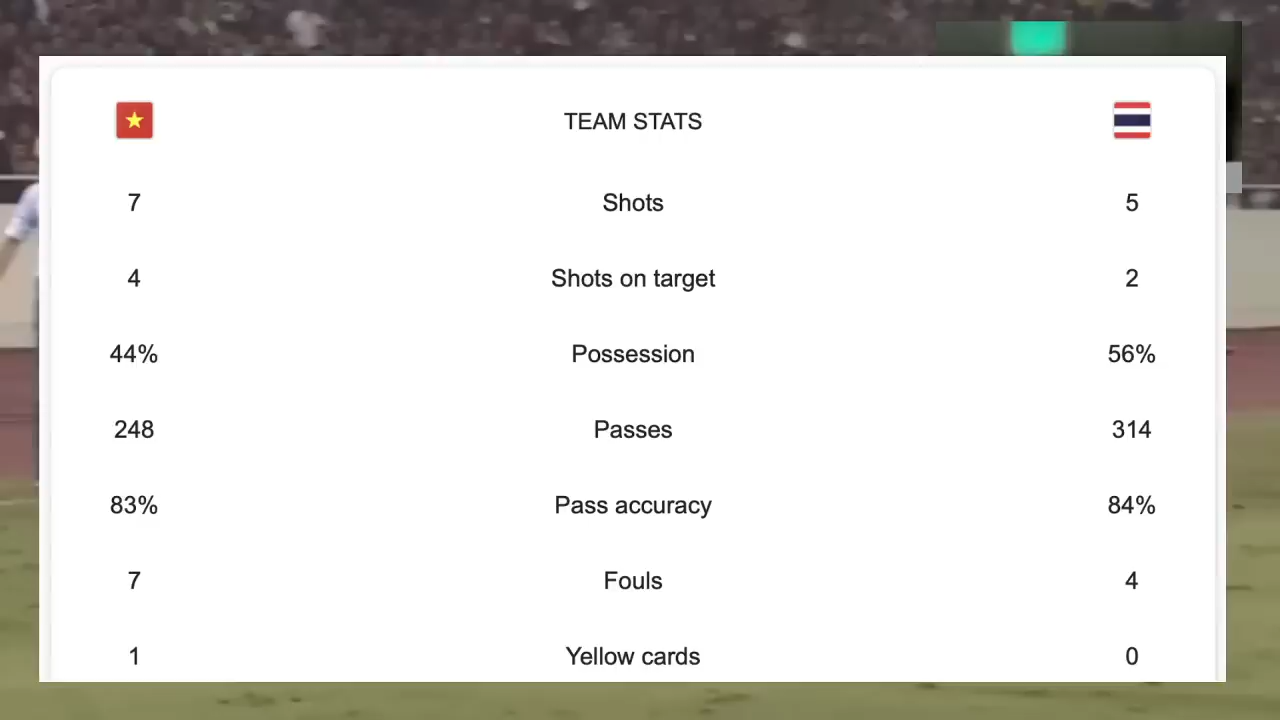 TEAM STATS
7 Shots 5
4 Shots on target 2
44% Possession 56%
248 Passes 314
83% Pass accuracy 84%
7 Fouls 4
1 Yellow cards 0